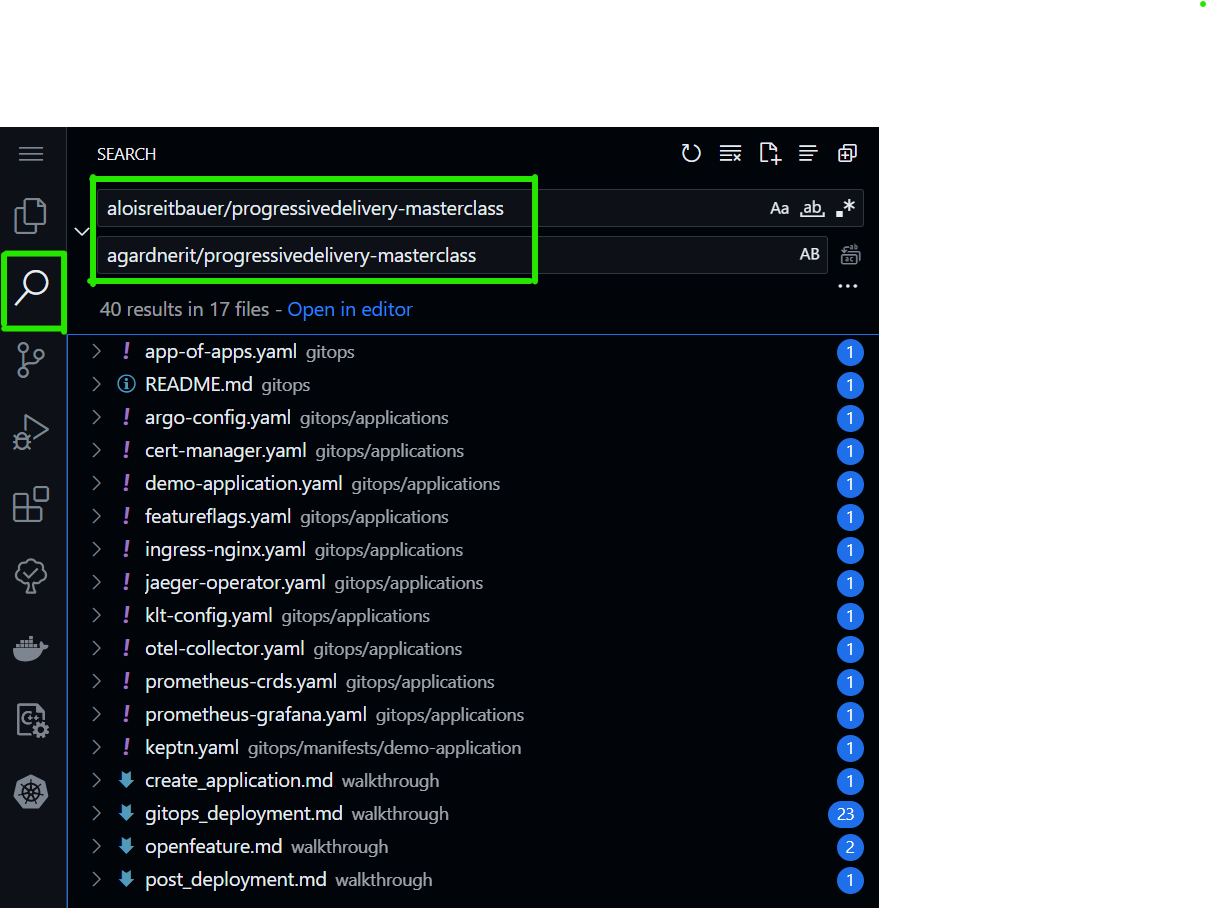 SEARCH
aloisreitbauer/progressivedelivery-masterclass Aa ab .*
agardnerit/progressivedelivery-masterclass AB
40 results in 17 files - Open in editor
app-of-apps.yaml gitops 1
README.md gitops 1
argo-config.yaml gitops/applications 1
cert-manager.yaml gitops/applications 1
demo-application.yaml gitops/applications 1
featureflags.yaml gitops/applications 1
ingress-nginx.yaml gitops/applications 1
jaeger-operator.yaml gitops/applications 1
klt-config.yaml gitops/applications 1
otel-collector.yaml gitops/applications 1
prometheus-crds.yaml gitops/applications 1
prometheus-grafana.yaml gitops/applications 1
keptn.yaml gitops/manifests/demo-application 1
create_application.md walkthrough 1
gitops_deployment.md walkthrough 23
openfeature.md walkthrough 2
post_deployment.md walkthrough 1